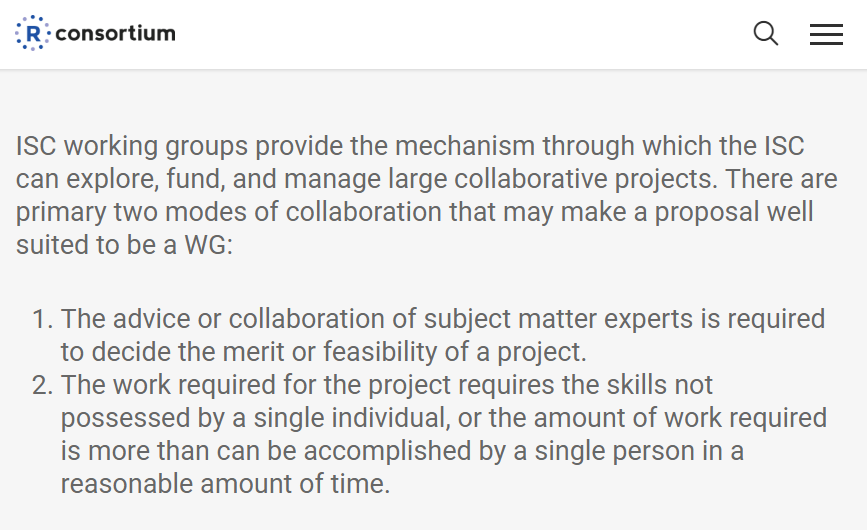 R consortium
ISC working groups provide the mechanism through which the ISC
can explore, fund, and manage large collaborative projects. There are
primary two modes of collaboration that may make a proposal well
suited to be a WG:
1. The advice or collaboration of subject matter experts is required
to decide the merit or feasibility of a project.
2. The work required for the project requires the skills not
possessed by a single individual, or the amount of work required
is more than can be accomplished by a single person in a
reasonable amount of time.